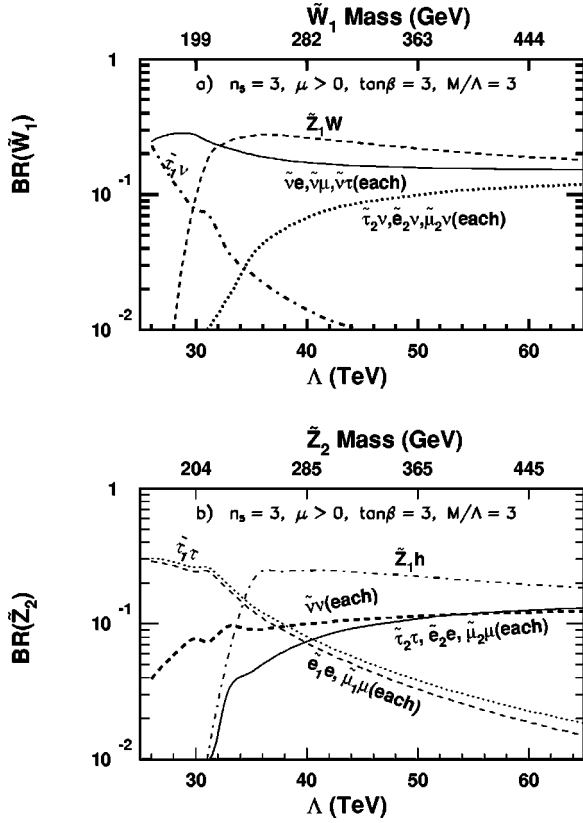 W̃₁ Mass (GeV)
199 282 363 444
a) nₛ = 3, μ > 0, tanβ = 3, M/Λ = 3
1
Z̃₁W
τ̃₁ν
ν̃e,ν̃μ,ν̃τ(each)
10⁻¹
τ̃₂ν,ẽ₂ν,μ̃₂ν(each)
10⁻²
BR(W̃₁)
30 40 50 60
Λ (TeV)
Z̃₂ Mass (GeV)
204 285 365 445
b) nₛ = 3, μ > 0, tanβ = 3, M/Λ = 3
1
τ̃₁τ
Z̃₁h
ν̃ν(each)
10⁻¹
τ̃₂τ, ẽ₂e, μ̃₂μ(each)
ẽ₁e, μ̃₁μ(each)
10⁻²
BR(Z̃₂)
30 40 50 60
Λ (TeV)